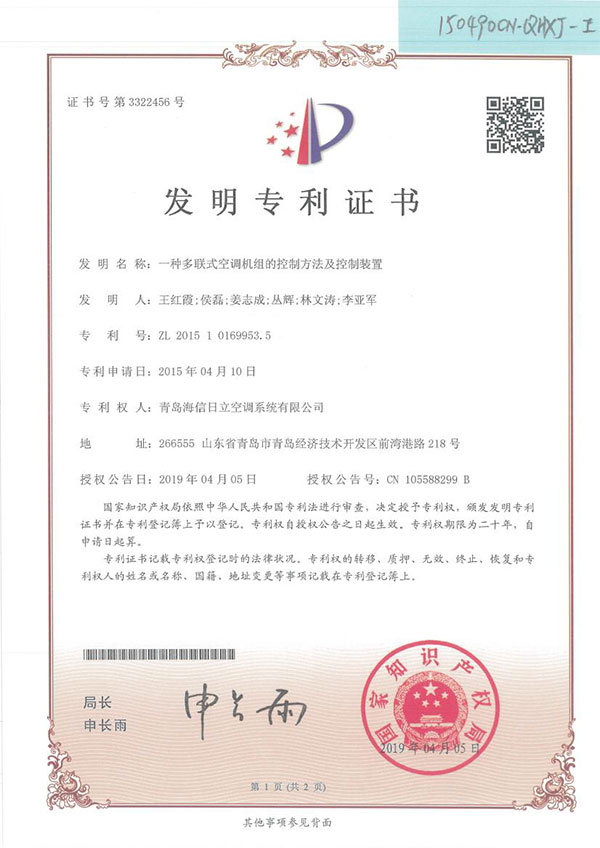 150490CN-QHXJ-I
证书号第3322456号
发明专利证书
发明名称：一种多联式空调机组的控制方法及控制装置
发明人：王红霞;侯磊;姜志成;丛辉;林文涛;李亚军
专利号：ZL 2015 1 0169953.5
专利申请日：2015年04月10日
专利权人：青岛海信日立空调系统有限公司
地址：266555 山东省青岛市青岛经济技术开发区前湾港路218号
授权公告日：2019年04月05日 授权公告号：CN 105588299 B
国家知识产权局依照中华人民共和国专利法进行审查，决定授予专利权，颁发发明专利
证书并在专利登记簿上予以登记。专利权自授权公告之日起生效。专利权期限为二十年，自
申请日起算。
专利证书记载专利权登记时的法律状况。专利权的转移、质押、无效、终止、恢复和专
利权人的姓名或名称、国籍、地址变更等事项记载在专利登记簿上。
局长
申长雨
申长雨
国家知识产权局
2019年04月05日
第1页(共2页)
其他事项参见背面